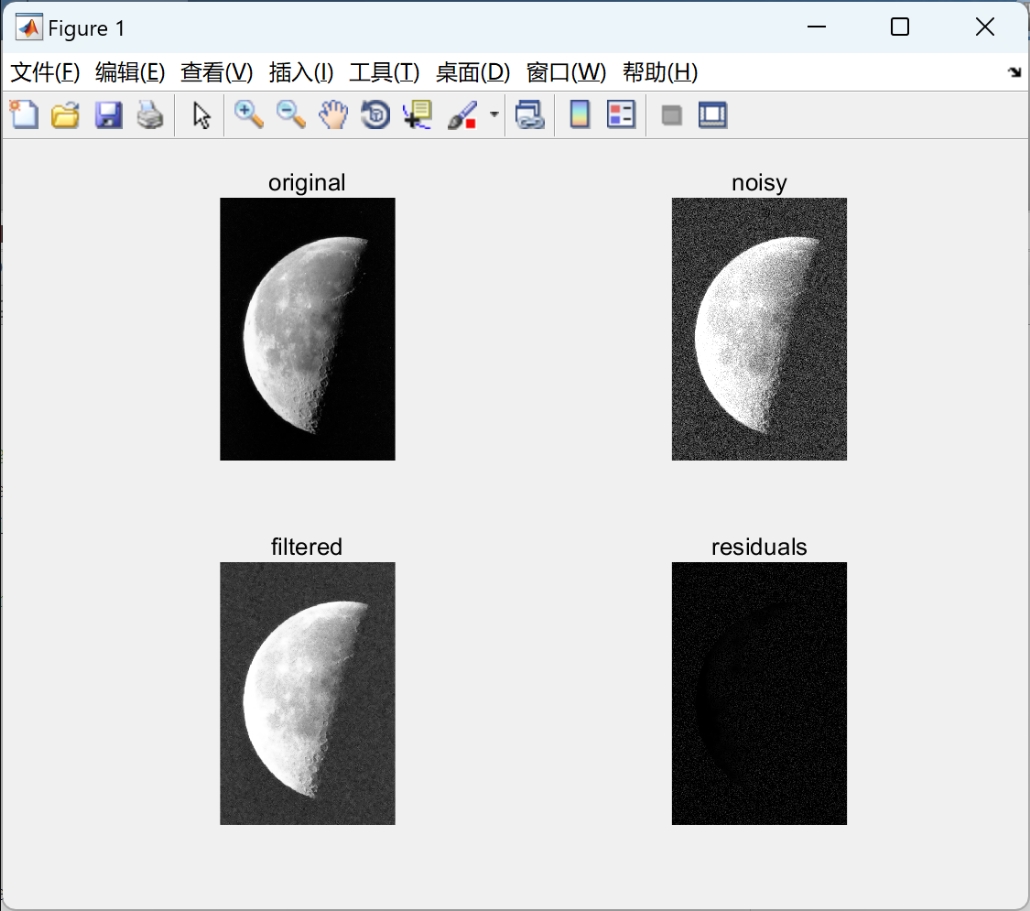 Figure 1
文件(F) 编辑(E) 查看(V) 插入(I) 工具(T) 桌面(D) 窗口(W) 帮助(H)
original
noisy
filtered
residuals